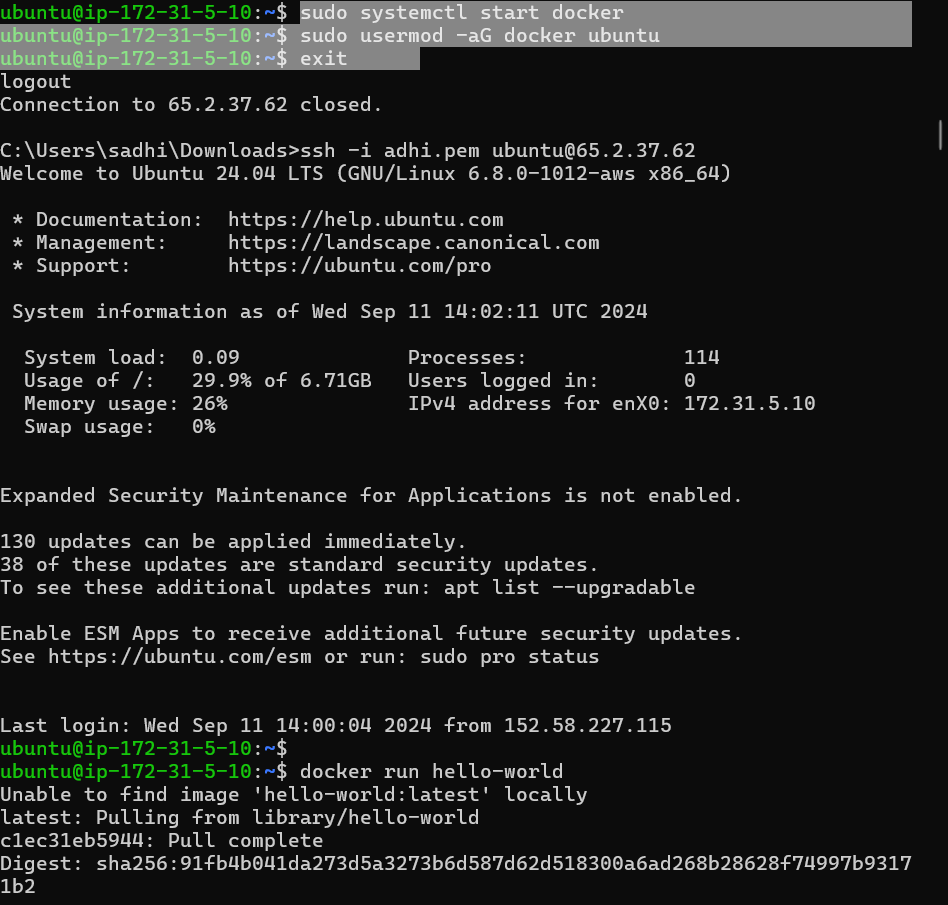 ubuntu@ip-172-31-5-10:~$ sudo systemctl start docker
ubuntu@ip-172-31-5-10:~$ sudo usermod -aG docker ubuntu
ubuntu@ip-172-31-5-10:~$ exit
logout
Connection to 65.2.37.62 closed.
C:\Users\sadhi\Downloads>ssh -i adhi.pem ubuntu@65.2.37.62
Welcome to Ubuntu 24.04 LTS (GNU/Linux 6.8.0-1012-aws x86_64)
* Documentation:  https://help.ubuntu.com
* Management:     https://landscape.canonical.com
* Support:        https://ubuntu.com/pro
System information as of Wed Sep 11 14:02:11 UTC 2024
System load:  0.09              Processes:             114
Usage of /:   29.9% of 6.71GB   Users logged in:       0
Memory usage: 26%               IPv4 address for enX0: 172.31.5.10
Swap usage:   0%
Expanded Security Maintenance for Applications is not enabled.
130 updates can be applied immediately.
38 of these updates are standard security updates.
To see these additional updates run: apt list --upgradable
Enable ESM Apps to receive additional future security updates.
See https://ubuntu.com/esm or run: sudo pro status
Last login: Wed Sep 11 14:00:04 2024 from 152.58.227.115
ubuntu@ip-172-31-5-10:~$
ubuntu@ip-172-31-5-10:~$ docker run hello-world
Unable to find image 'hello-world:latest' locally
latest: Pulling from library/hello-world
c1ec31eb5944: Pull complete
Digest: sha256:91fb4b041da273d5a3273b6d587d62d518300a6ad268b28628f74997b9317
1b2